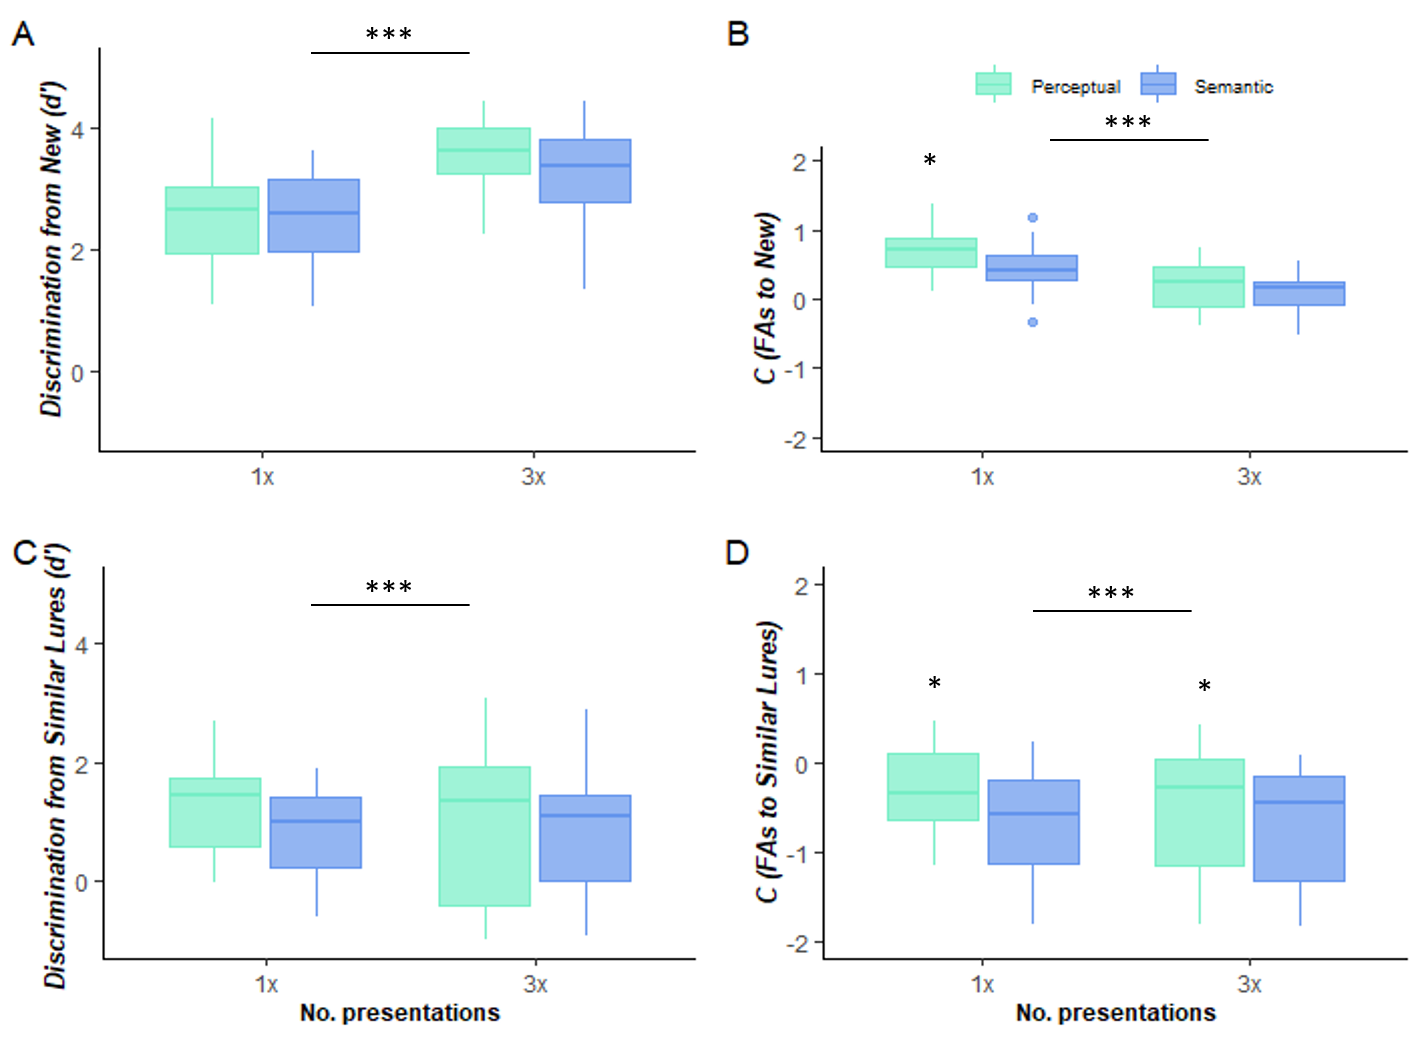 A
***
Discrimination from New (d')
4
2
0
1x
3x
B
Perceptual
Semantic
***
*
C (FAs to New)
2
1
0
-1
-2
1x
3x
C
***
Discrimination from Similar Lures (d')
4
2
0
1x
3x
No. presentations
D
***
*
*
C (FAs to Similar Lures)
2
1
0
-1
-2
1x
3x
No. presentations